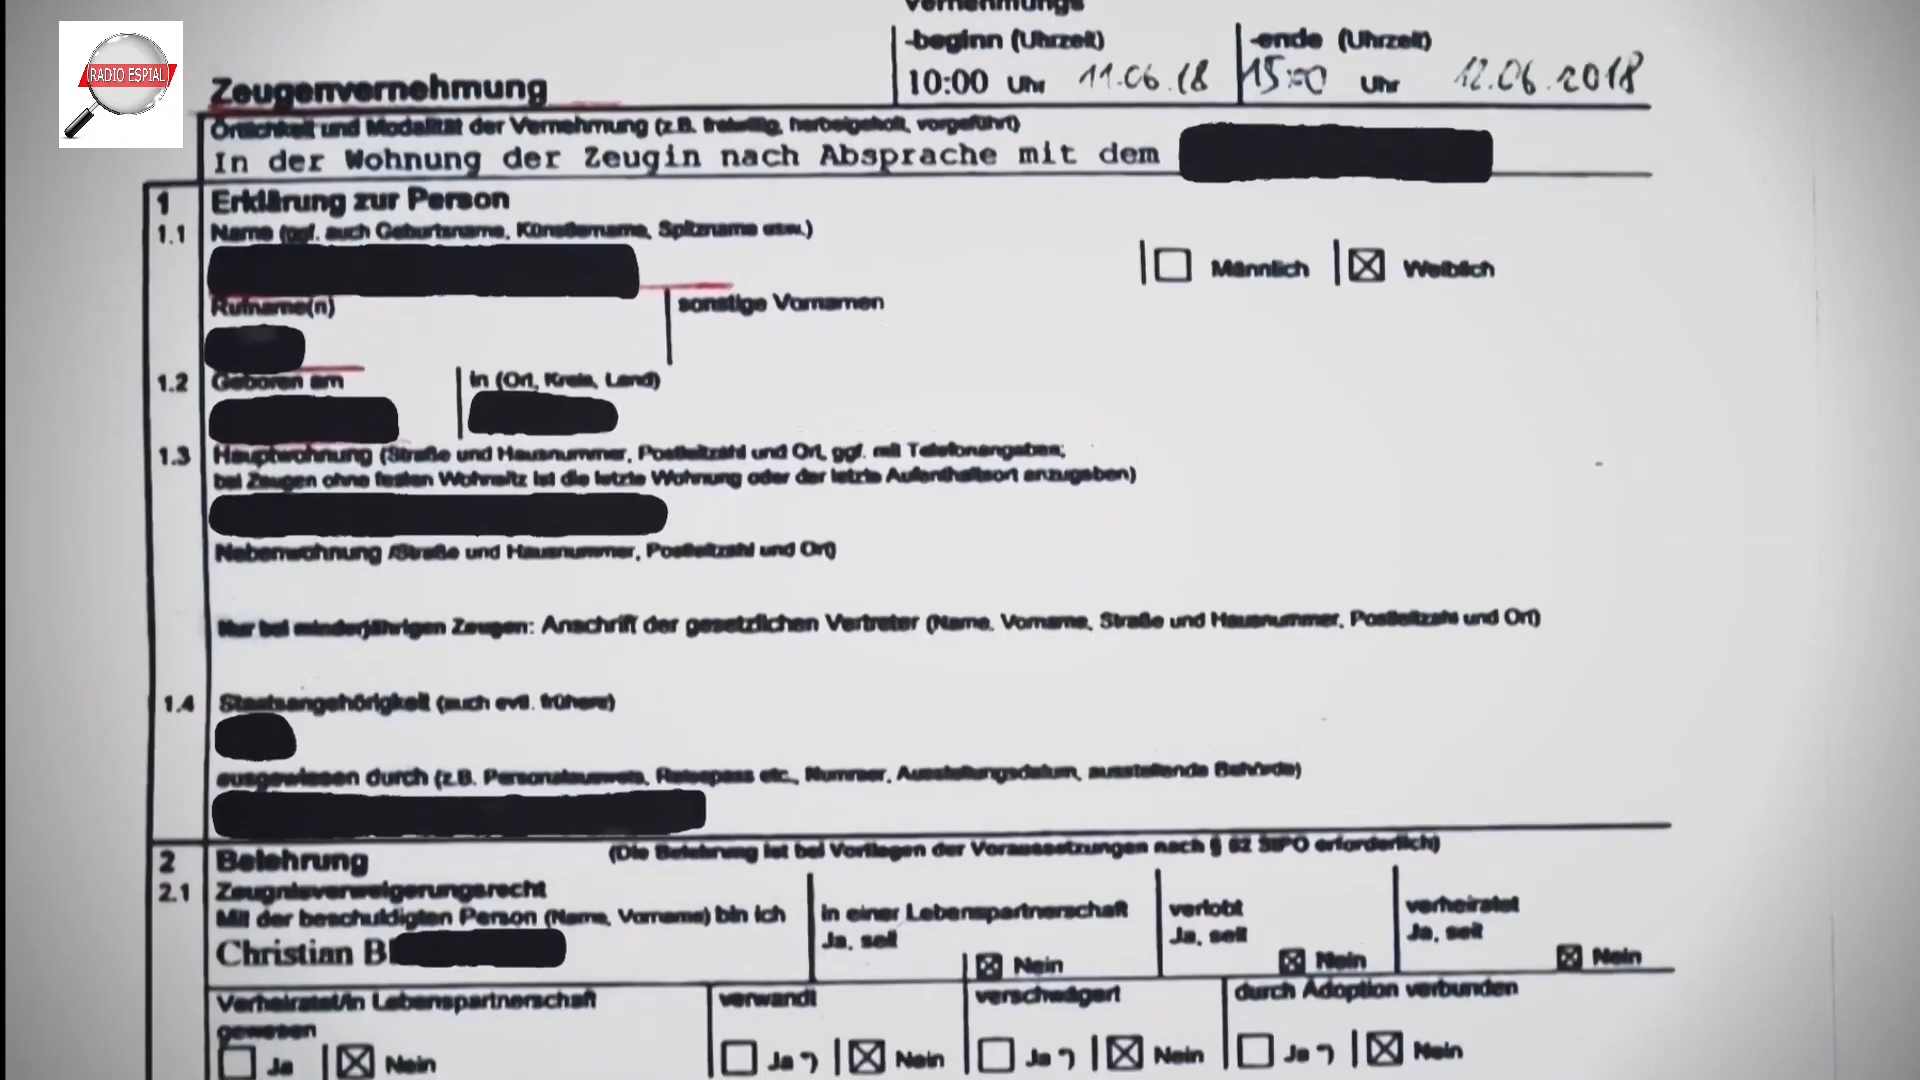 RADIO ESPIAL
Vernehmungs
-beginn (Uhrzeit)
-ende (Uhrzeit)
Zeugenvernehmung
10:00 Uhr 11.06.18
15:00 Uhr 12.06.2018
Örtlichkeit und Modalität der Vernehmung (z.B. freiwillig, herbeigeholt, vorgeführt)
In der Wohnung der Zeugin nach Absprache mit dem
1 Erklärung zur Person
1.1 Name (ggf. auch Geburtsname, Künstlername, Spitzname usw.)
Männlich
Weiblich
Rufname(n)
sonstige Vornamen
1.2 Geboren am
in (Ort, Kreis, Land)
1.3 Hauptwohnung (Straße und Hausnummer, Postleitzahl und Ort, ggf. mit Telefonangaben;
bei Zeugen ohne festen Wohnsitz ist die letzte Wohnung oder der letzte Aufenthaltsort anzugeben)
Nebenwohnung /Straße und Hausnummer, Postleitzahl und Ort)
Nur bei minderjährigen Zeugen: Anschrift der gesetzlichen Vertreter (Name, Vorname, Straße und Hausnummer, Postleitzahl und Ort)
1.4 Staatsangehörigkeit (auch evtl. frühere)
ausgewiesen durch (z.B. Personalausweis, Reisepass etc., Nummer, Ausstellungsdatum, ausstellende Behörde)
2 Belehrung (Die Belehrung ist bei Vorliegen der Voraussetzungen nach § 52 StPO erforderlich)
2.1 Zeugnisverweigerungsrecht
Mit der beschuldigten Person (Name, Vorname) bin ich
Christian B
in einer Lebenspartnerschaft
Ja, seit
Nein
verlobt
Ja, seit
Nein
verheiratet
Ja, seit
Nein
Verheiratet/in Lebenspartnerschaft
gewesen
Ja Nein
verwandt
Ja Nein
verschwägert
Ja Nein
durch Adoption verbunden
Ja Nein